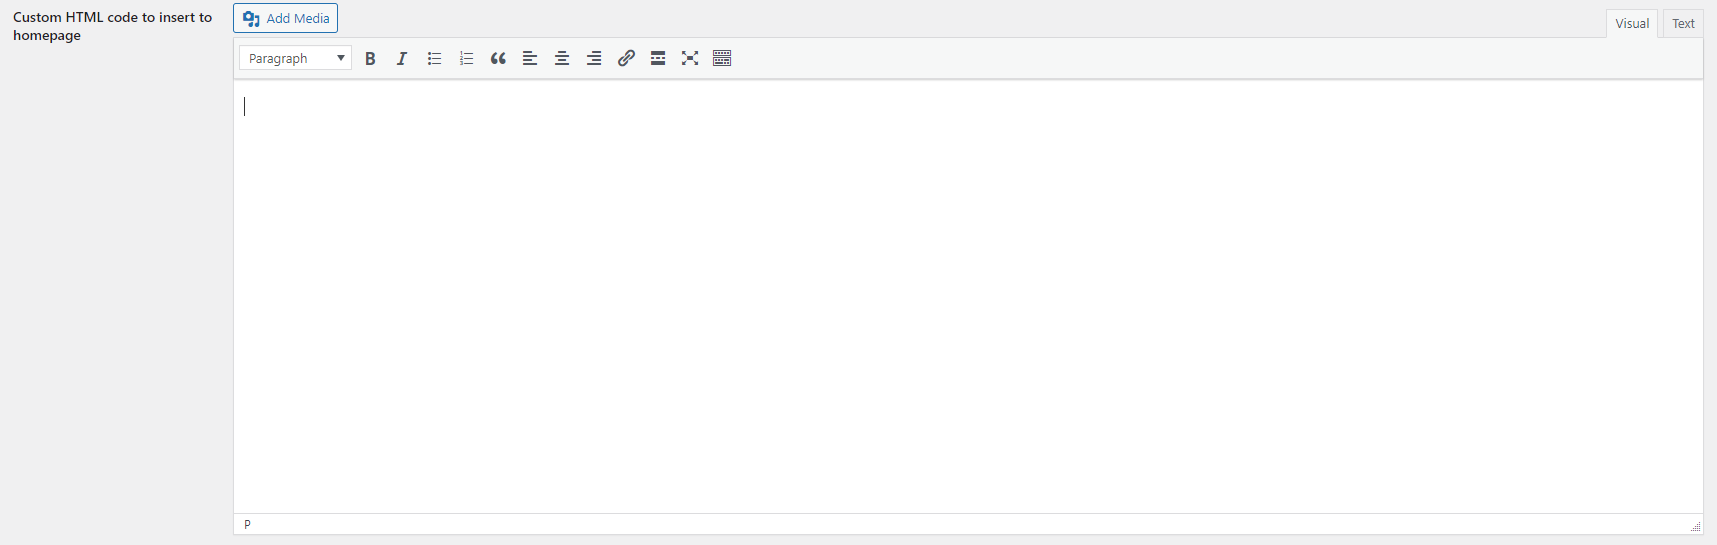 Custom HTML code to insert to
homepage
Add Media
Visual
Text
Paragraph
B
I
P